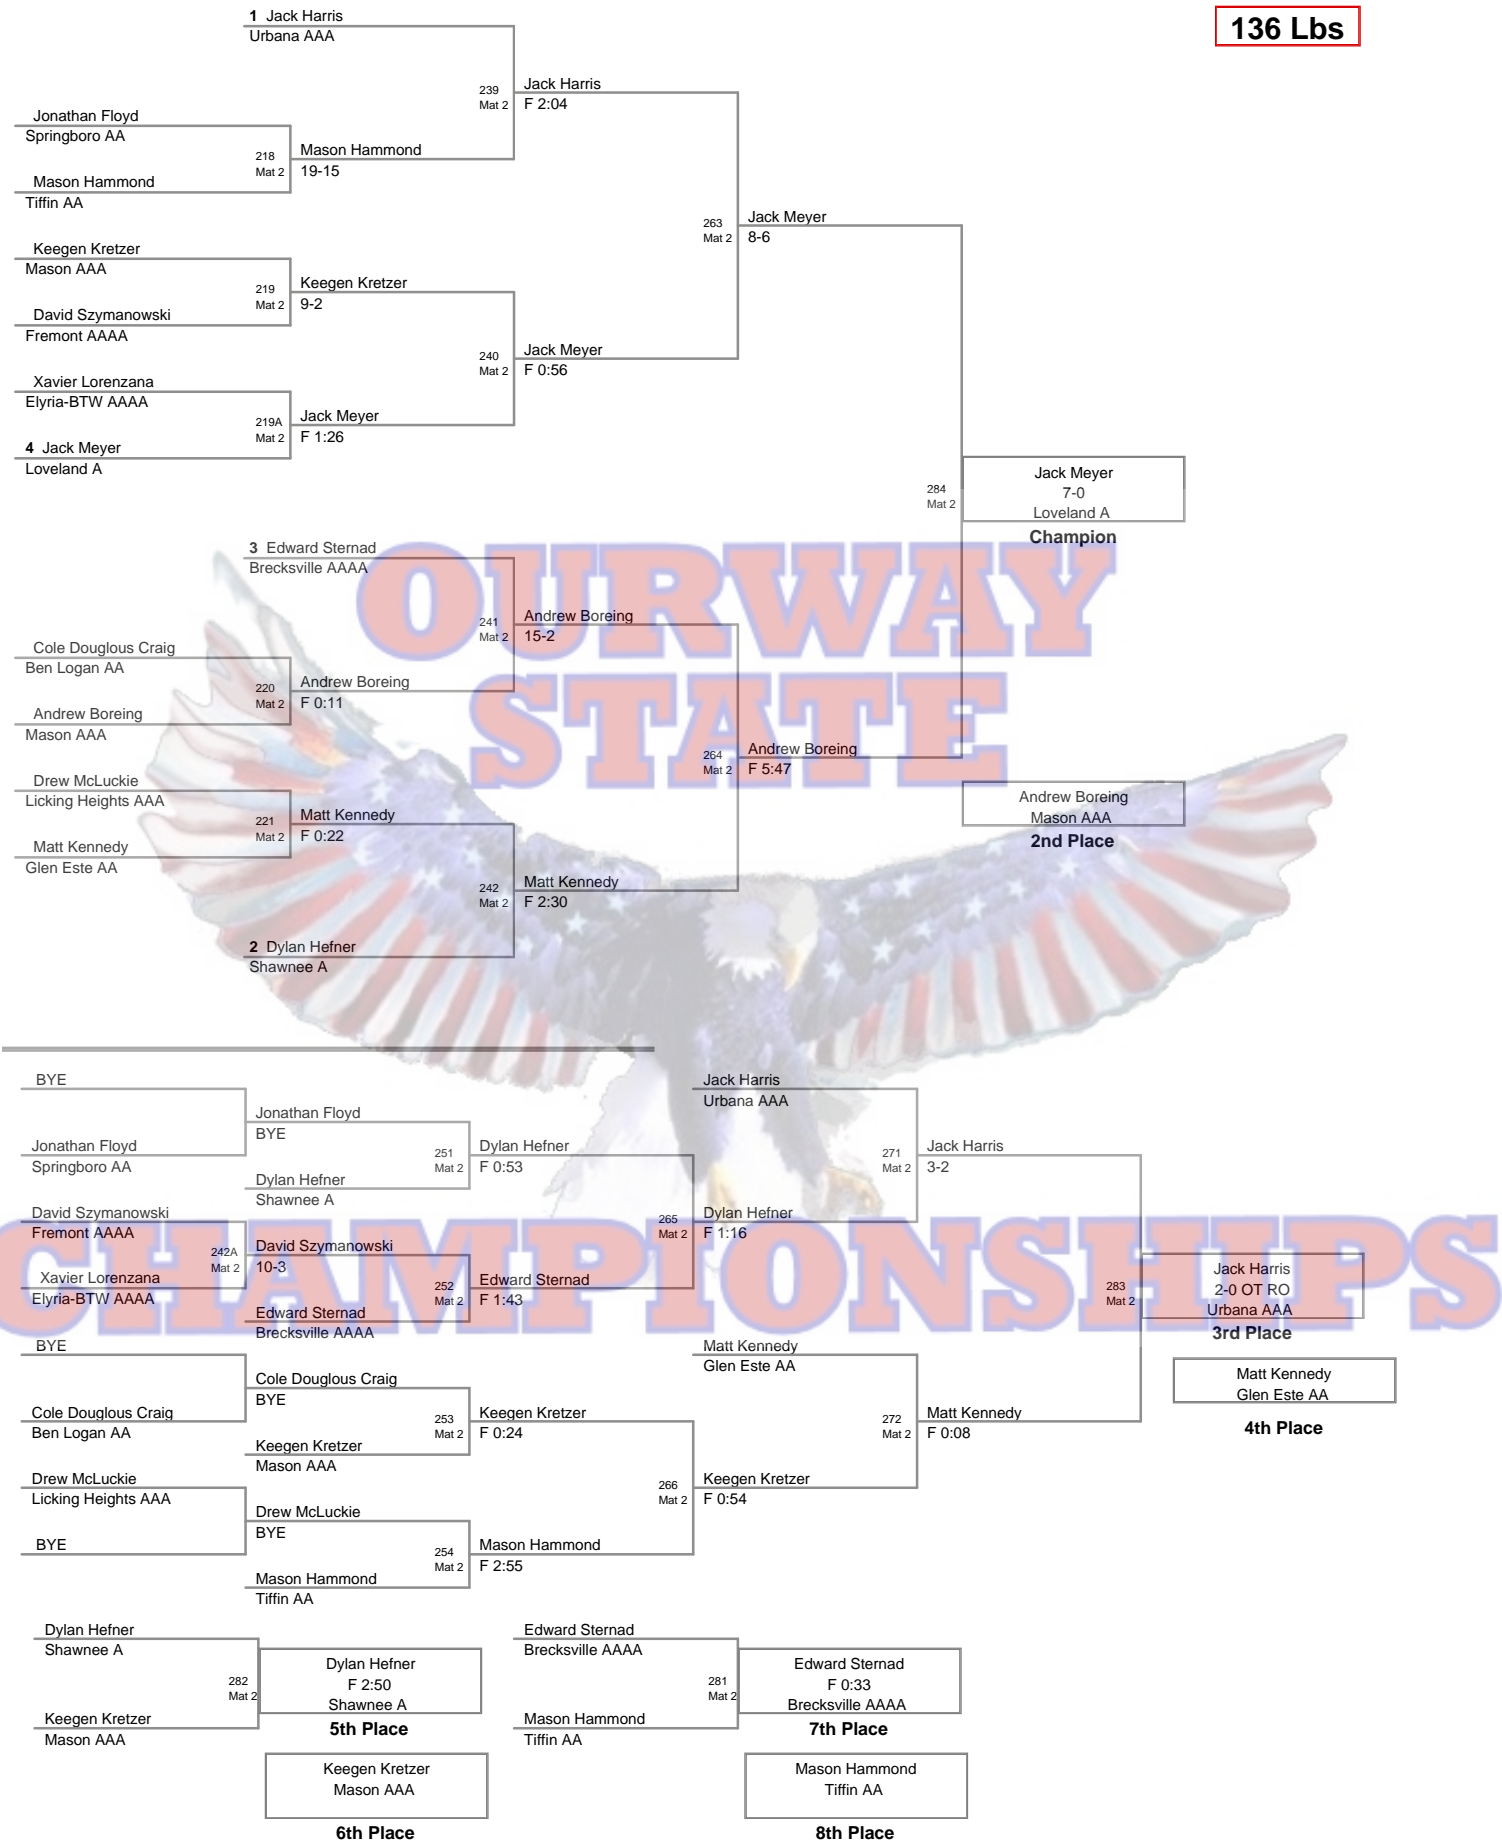 136 Lbs
1 Jack Harris
Urbana AAA
239
Mat 2
Jack Harris
F 2:04
Jonathan Floyd
Springboro AA
218
Mat 2
Mason Hammond
19-15
Mason Hammond
Tiffin AA
263
Mat 2
Jack Meyer
8-6
Keegen Kretzer
Mason AAA
219
Mat 2
Keegen Kretzer
9-2
David Szymanowski
Fremont AAAA
240
Mat 2
Jack Meyer
F 0:56
Xavier Lorenzana
Elyria-BTW AAAA
219A
Mat 2
Jack Meyer
F 1:26
4 Jack Meyer
Loveland A
284
Mat 2
Jack Meyer
7-0
Loveland A
Champion
OURWAY
STATE
3 Edward Sternad
Brecksville AAAA
241
Mat 2
Andrew Boreing
15-2
Cole Douglous Craig
Ben Logan AA
220
Mat 2
Andrew Boreing
F 0:11
Andrew Boreing
Mason AAA
264
Mat 2
Andrew Boreing
F 5:47
Drew McLuckie
Licking Heights AAA
Andrew Boreing
Mason AAA
2nd Place
221
Mat 2
Matt Kennedy
F 0:22
Matt Kennedy
Glen Este AA
242
Mat 2
Matt Kennedy
F 2:30
2 Dylan Hefner
Shawnee A
BYE
Jonathan Floyd
BYE
Jonathan Floyd
Springboro AA
251
Mat 2
Dylan Hefner
F 0:53
Dylan Hefner
Shawnee A
Jack Harris
Urbana AAA
271
Mat 2
Jack Harris
3-2
CHAMPIONSHIPS
David Szymanowski
Fremont AAAA
242A
Mat 2
David Szymanowski
10-3
Xavier Lorenzana
Elyria-BTW AAAA
252
Mat 2
Edward Sternad
F 1:43
Edward Sternad
Brecksville AAAA
265
Mat 2
Dylan Hefner
F 1:16
283
Mat 2
Jack Harris
2-0 OT RO
Urbana AAA
3rd Place
Matt Kennedy
Glen Este AA
4th Place
BYE
Cole Douglous Craig
BYE
Cole Douglous Craig
Ben Logan AA
253
Mat 2
Keegen Kretzer
F 0:24
Keegen Kretzer
Mason AAA
Matt Kennedy
Glen Este AA
272
Mat 2
Matt Kennedy
F 0:08
266
Mat 2
Keegen Kretzer
F 0:54
Drew McLuckie
Licking Heights AAA
Drew McLuckie
BYE
BYE
254
Mat 2
Mason Hammond
F 2:55
Mason Hammond
Tiffin AA
Dylan Hefner
Shawnee A
282
Mat 2
Dylan Hefner
F 2:50
Shawnee A
5th Place
Keegen Kretzer
Mason AAA
Keegen Kretzer
Mason AAA
6th Place
Edward Sternad
Brecksville AAAA
281
Mat 2
Edward Sternad
F 0:33
Brecksville AAAA
7th Place
Mason Hammond
Tiffin AA
Mason Hammond
Tiffin AA
8th Place